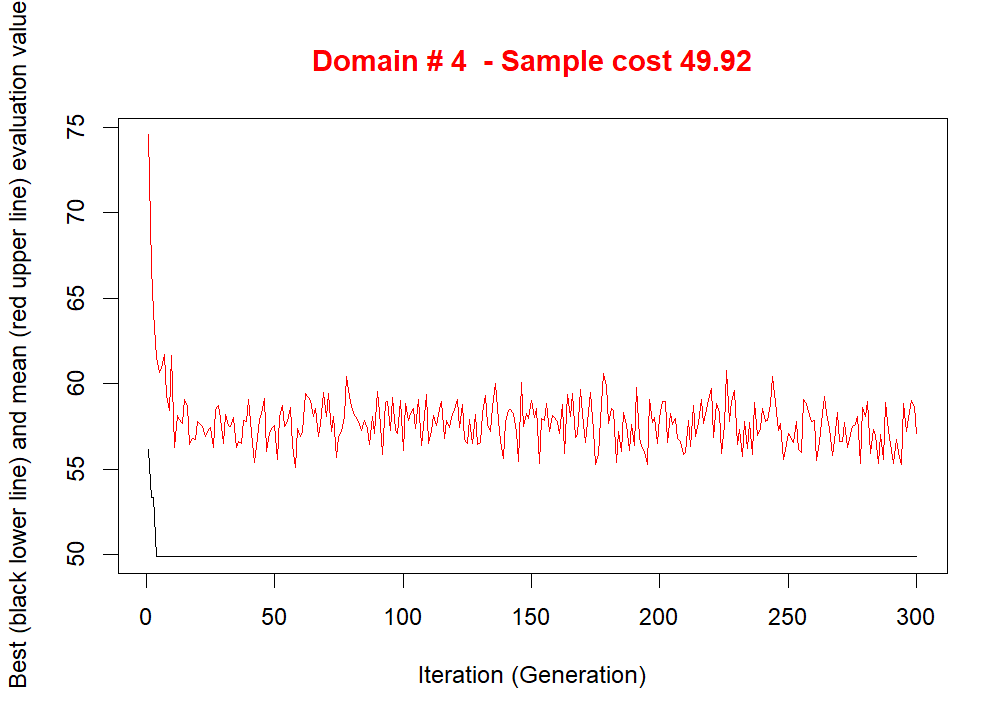 Domain # 4  - Sample cost 49.92
Best (black lower line) and mean (red upper line) evaluation value
75
70
65
60
55
50
0 50 100 150 200 250 300
Iteration (Generation)